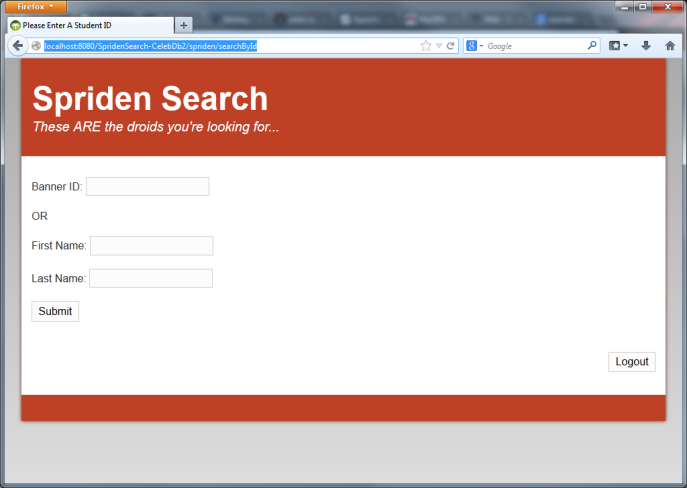 Firefox
Please Enter A Student ID
localhost:8080/SpridenSearch-CelebDb2/spriden/searchById
Google
Spriden Search
These ARE the droids you're looking for...
Banner ID:
OR
First Name:
Last Name:
Submit
Logout